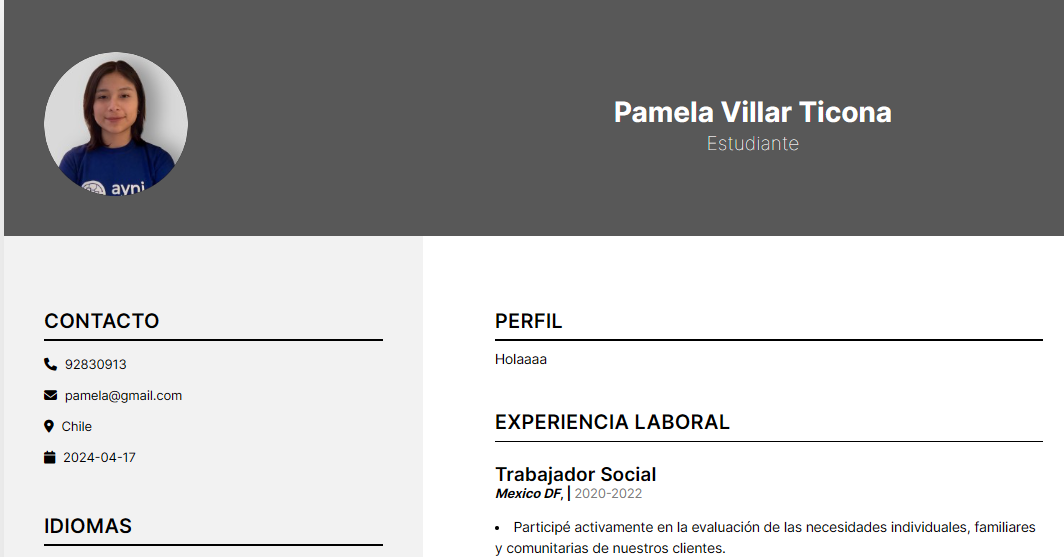 ayni
Pamela Villar Ticona
Estudiante
CONTACTO
92830913
pamela@gmail.com
Chile
2024-04-17
IDIOMAS
PERFIL
Holaaaa
EXPERIENCIA LABORAL
Trabajador Social
Mexico DF, | 2020-2022
• Participé activamente en la evaluación de las necesidades individuales, familiares
y comunitarias de nuestros clientes.